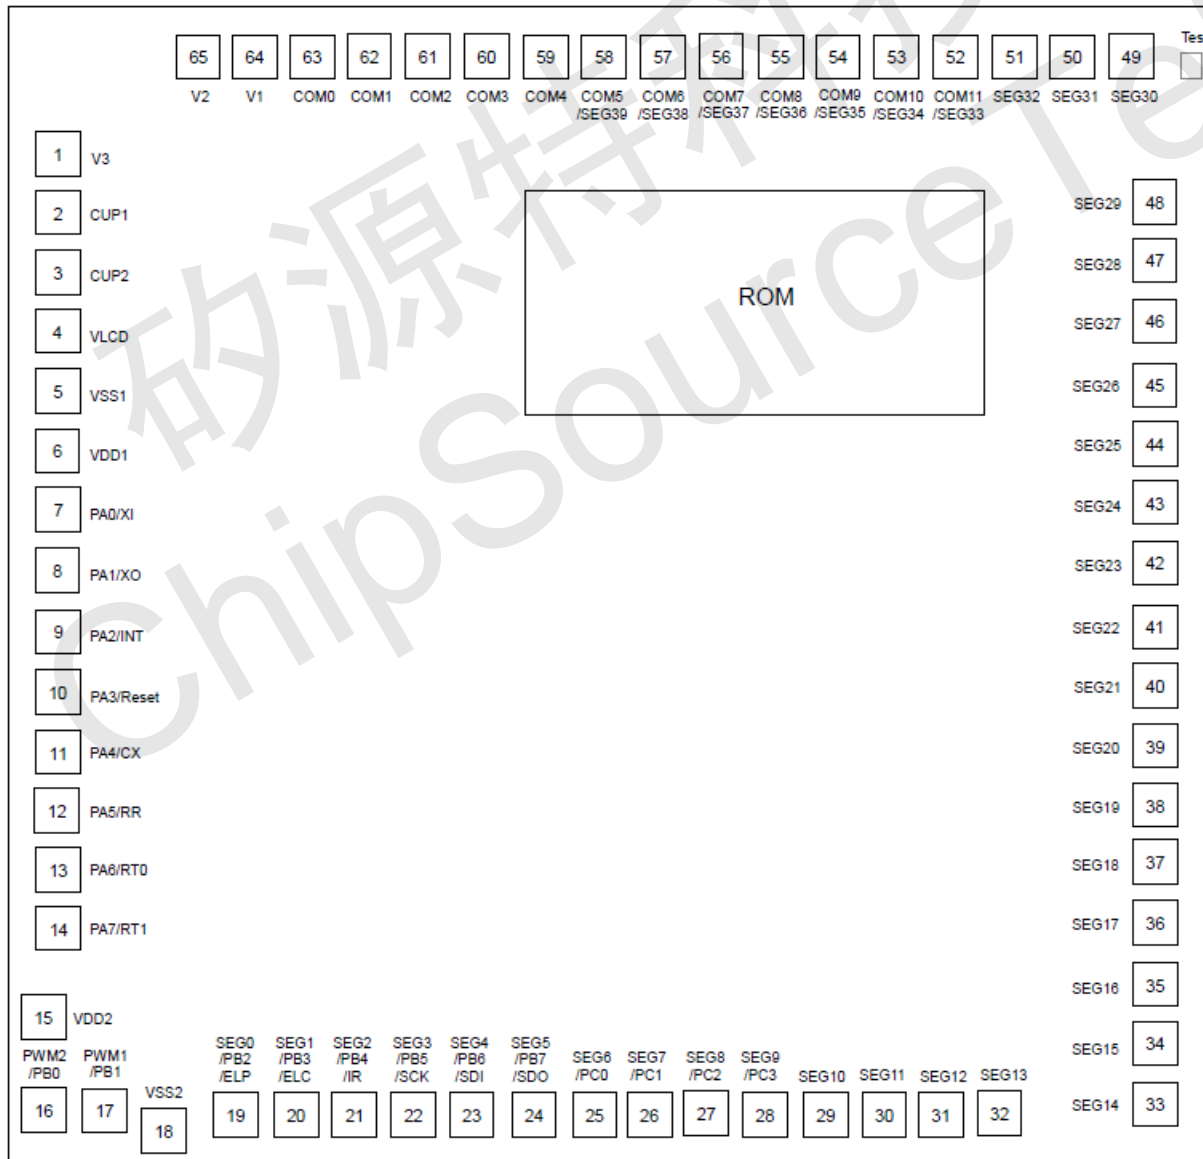 Tes
65 64 63 62 61 60 59 58 57 56 55 54 53 52 51 50 49
V2 V1 COM0 COM1 COM2 COM3 COM4 COM5 COM6 COM7 COM8 COM9 COM10 COM11 SEG32 SEG31 SEG30
/SEG39 /SEG38 /SEG37 /SEG36 /SEG35 /SEG34 /SEG33
1 V3
2 CUP1
3 CUP2
4 VLCD
5 VSS1
6 VDD1
7 PA0/XI
8 PA1/XO
9 PA2/INT
10 PA3/Reset
11 PA4/CX
12 PA5/RR
13 PA6/RT0
14 PA7/RT1
15 VDD2
ROM
SEG29 48
SEG28 47
SEG27 46
SEG26 45
SEG25 44
SEG24 43
SEG23 42
SEG22 41
SEG21 40
SEG20 39
SEG19 38
SEG18 37
SEG17 36
SEG16 35
SEG15 34
SEG14 33
PWM2 PWM1
/PB0 /PB1
VSS2
SEG0 SEG1 SEG2 SEG3 SEG4 SEG5 SEG6 SEG7 SEG8 SEG9 SEG10 SEG11 SEG12 SEG13
/PB2 /PB3 /PB4 /PB5 /PB6 /PB7 /PC0 /PC1 /PC2 /PC3
/ELP /ELC /IR /SCK /SDI /SDO
16 17 18 19 20 21 22 23 24 25 26 27 28 29 30 31 32
矽源特科
ChipSourceTe